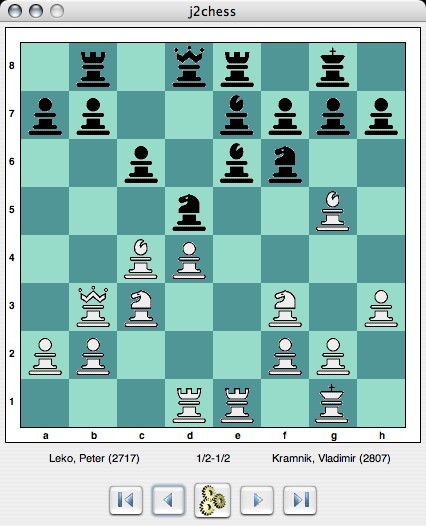 j2chess
8
7
6
5
4
3
2
1
a b c d e f g h
Leko, Peter (2717) 1/2-1/2 Kramnik, Vladimir (2807)